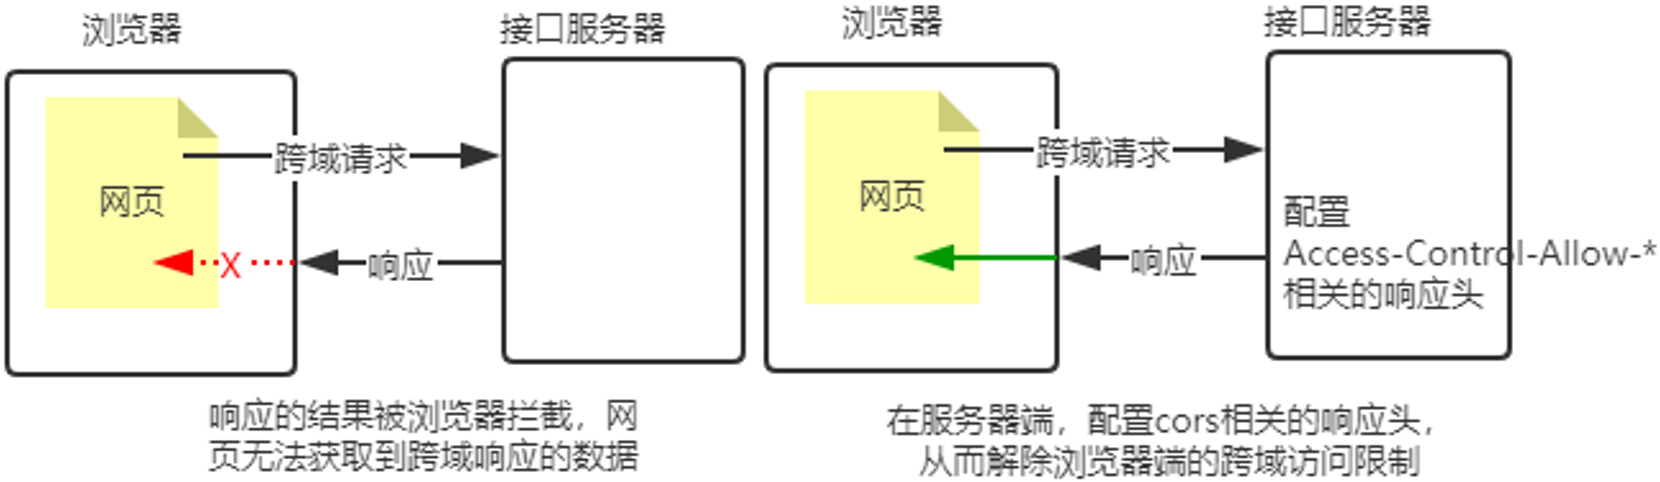 浏览器
接口服务器
跨域请求
网页
X
响应
响应的结果被浏览器拦截，网
页无法获取到跨域响应的数据
浏览器
接口服务器
跨域请求
网页
响应
配置
Access-Control-Allow-*
相关的响应头
在服务器端，配置cors相关的响应头，
从而解除浏览器端的跨域访问限制